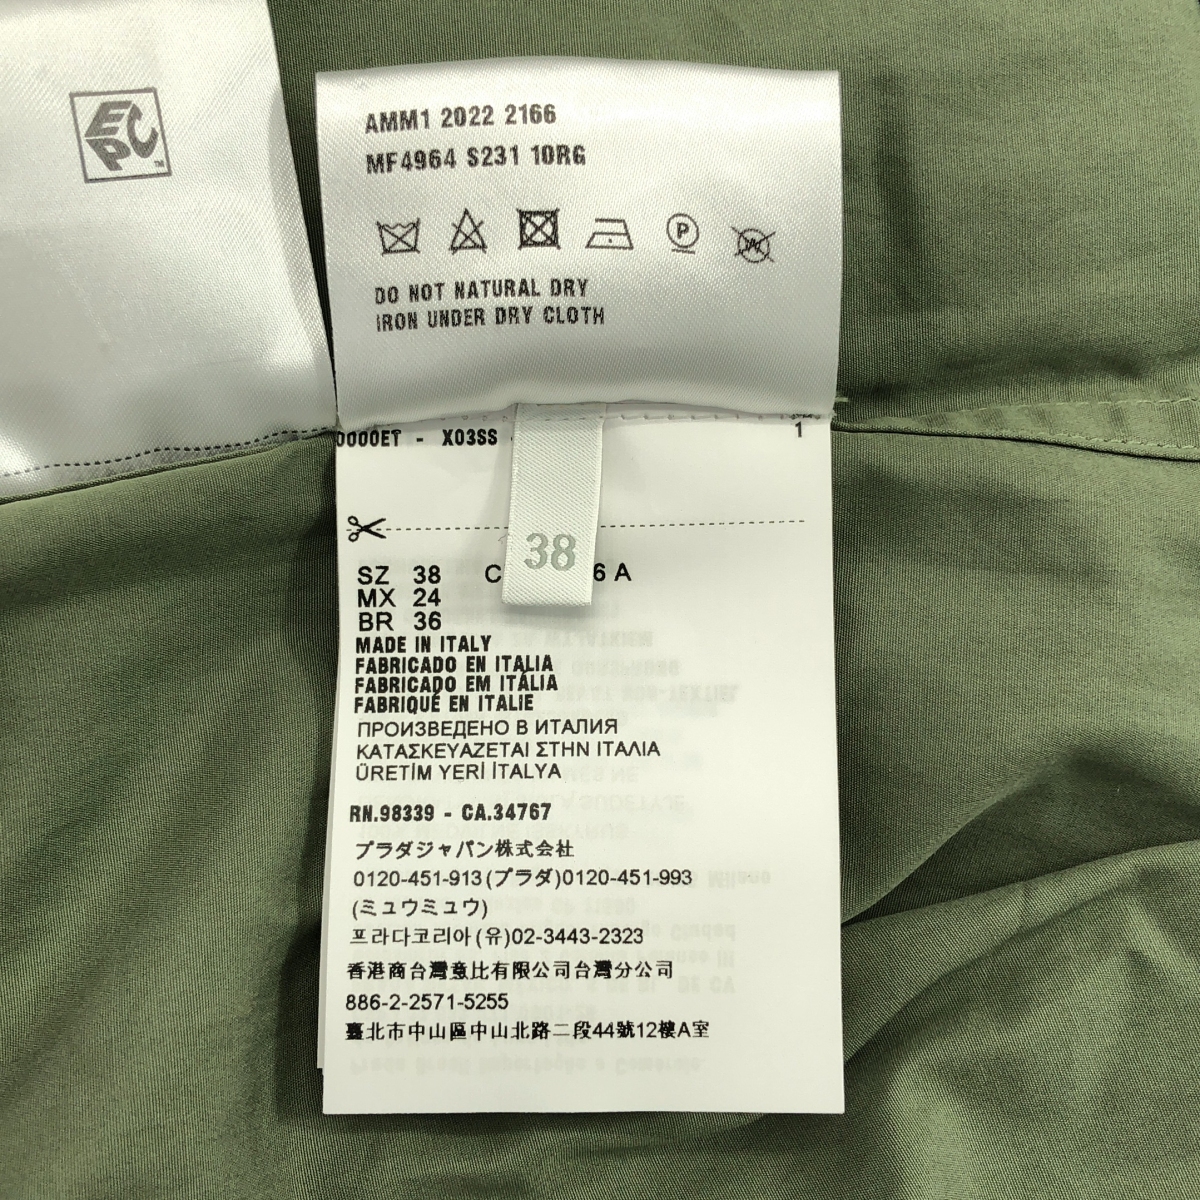 EPC™
AMM1 2022 2166
MF4964 S231 10RG
P
W
DO NOT NATURAL DRY
IRON UNDER DRY CLOTH
0000ET - X03SS
1
38
SZ 38 C 6 A
MX 24
BR 36
MADE IN ITALY
FABRICADO EN ITALIA
FABRICADO EM ITÁLIA
FABRIQUÉ EN ITALIE
ПРОИЗВЕДЕНО В ИТАЛИЯ
ΚΑΤΑΣΚΕΥΑΖΕΤΑΙ ΣΤΗΝ ΙΤΑΛΙΑ
ÜRETİM YERİ İTALYA
RN.98339 - CA.34767
プラダジャパン株式会社
0120-451-913(プラダ)0120-451-993
(ミュウミュウ)
프라다코리아(유)02-3443-2323
香港商台灣意比有限公司台灣分公司
886-2-2571-5255
臺北市中山區中山北路二段44號12樓A室